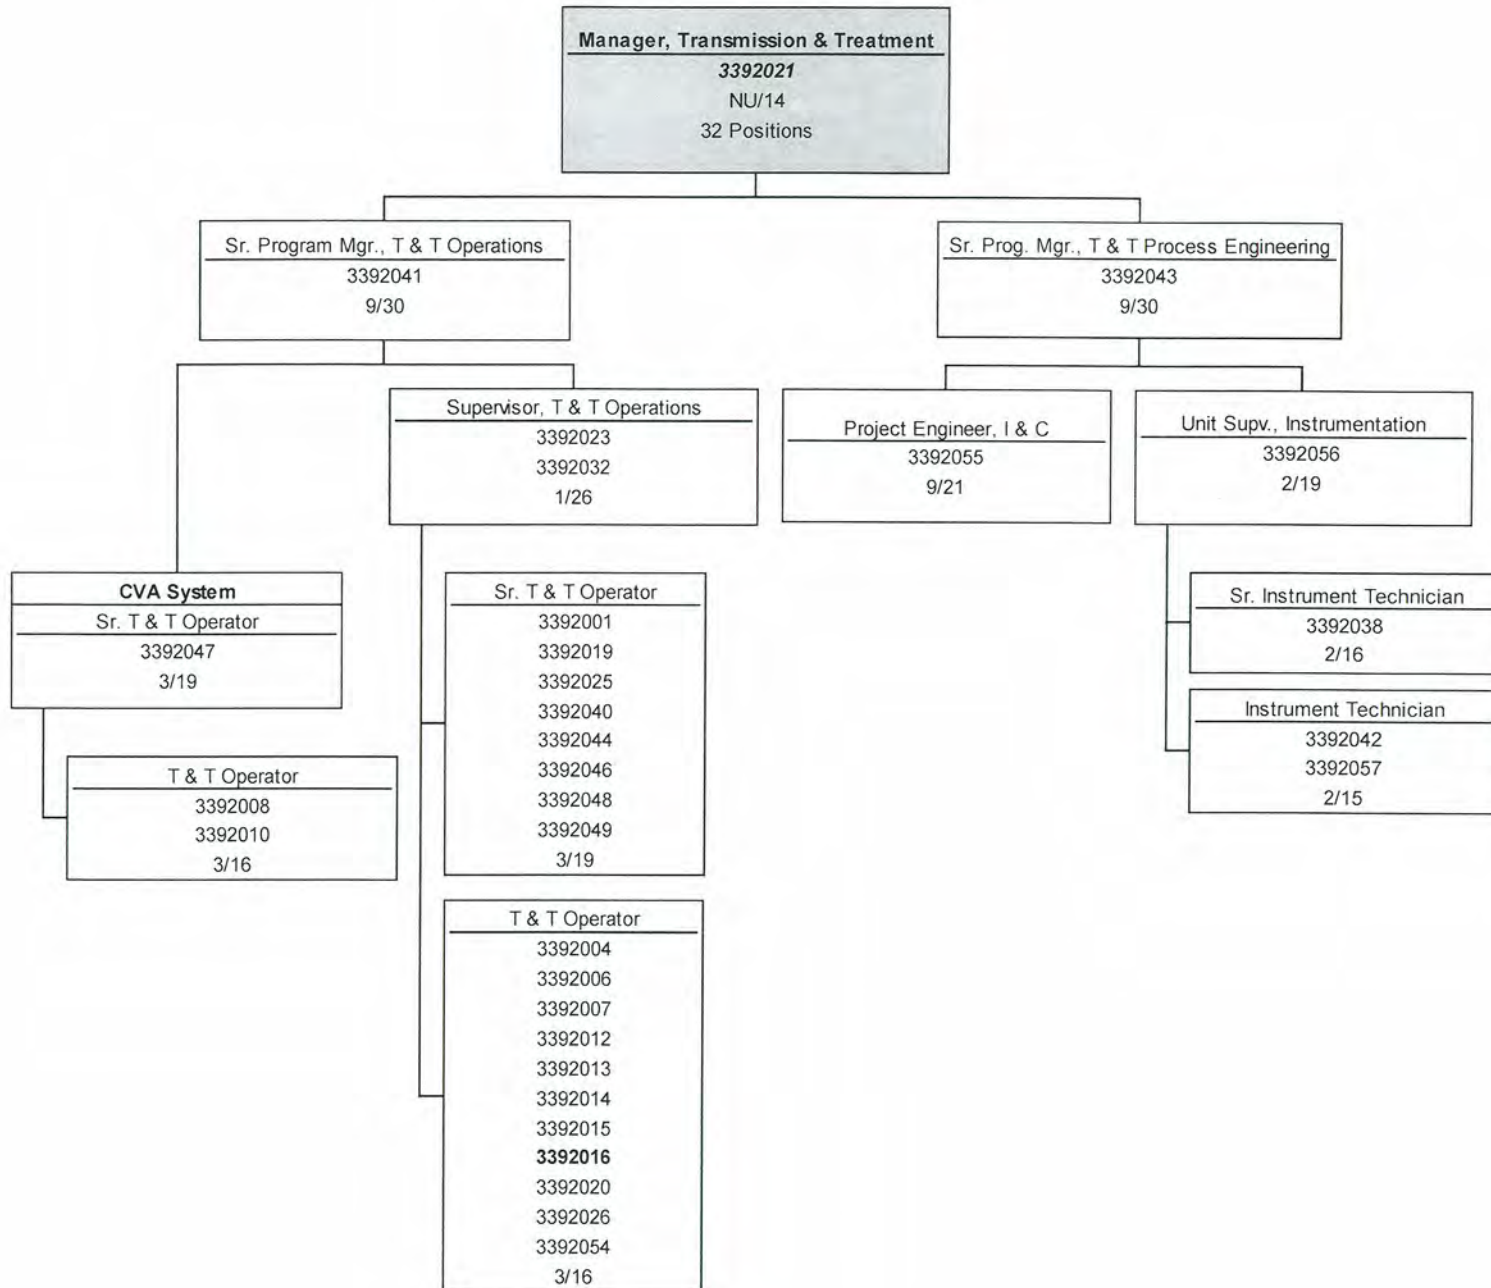 Manager, Transmission & Treatment
3392021
NU/14
32 Positions
Sr. Program Mgr., T & T Operations
3392041
9/30
Sr. Prog. Mgr., T & T Process Engineering
3392043
9/30
Supervisor, T & T Operations
3392023
3392032
1/26
Project Engineer, I & C
3392055
9/21
Unit Supv., Instrumentation
3392056
2/19
CVA System
Sr. T & T Operator
3392047
3/19
T & T Operator
3392008
3392010
3/16
Sr. T & T Operator
3392001
3392019
3392025
3392040
3392044
3392046
3392048
3392049
3/19
T & T Operator
3392004
3392006
3392007
3392012
3392013
3392014
3392015
3392016
3392020
3392026
3392054
3/16
Sr. Instrument Technician
3392038
2/16
Instrument Technician
3392042
3392057
2/15